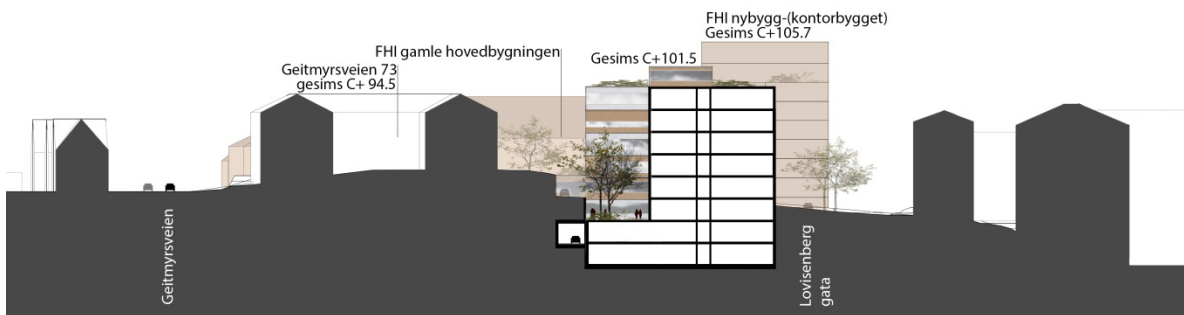 FHI nybygg-(kontorbygget)
Gesims C+105.7
FHI gamle hovedbygningen
Gesims C+101.5
Geitmyrsveien 73
gesims C+ 94.5
Geitmyrsveien
Lovisenberg
gata